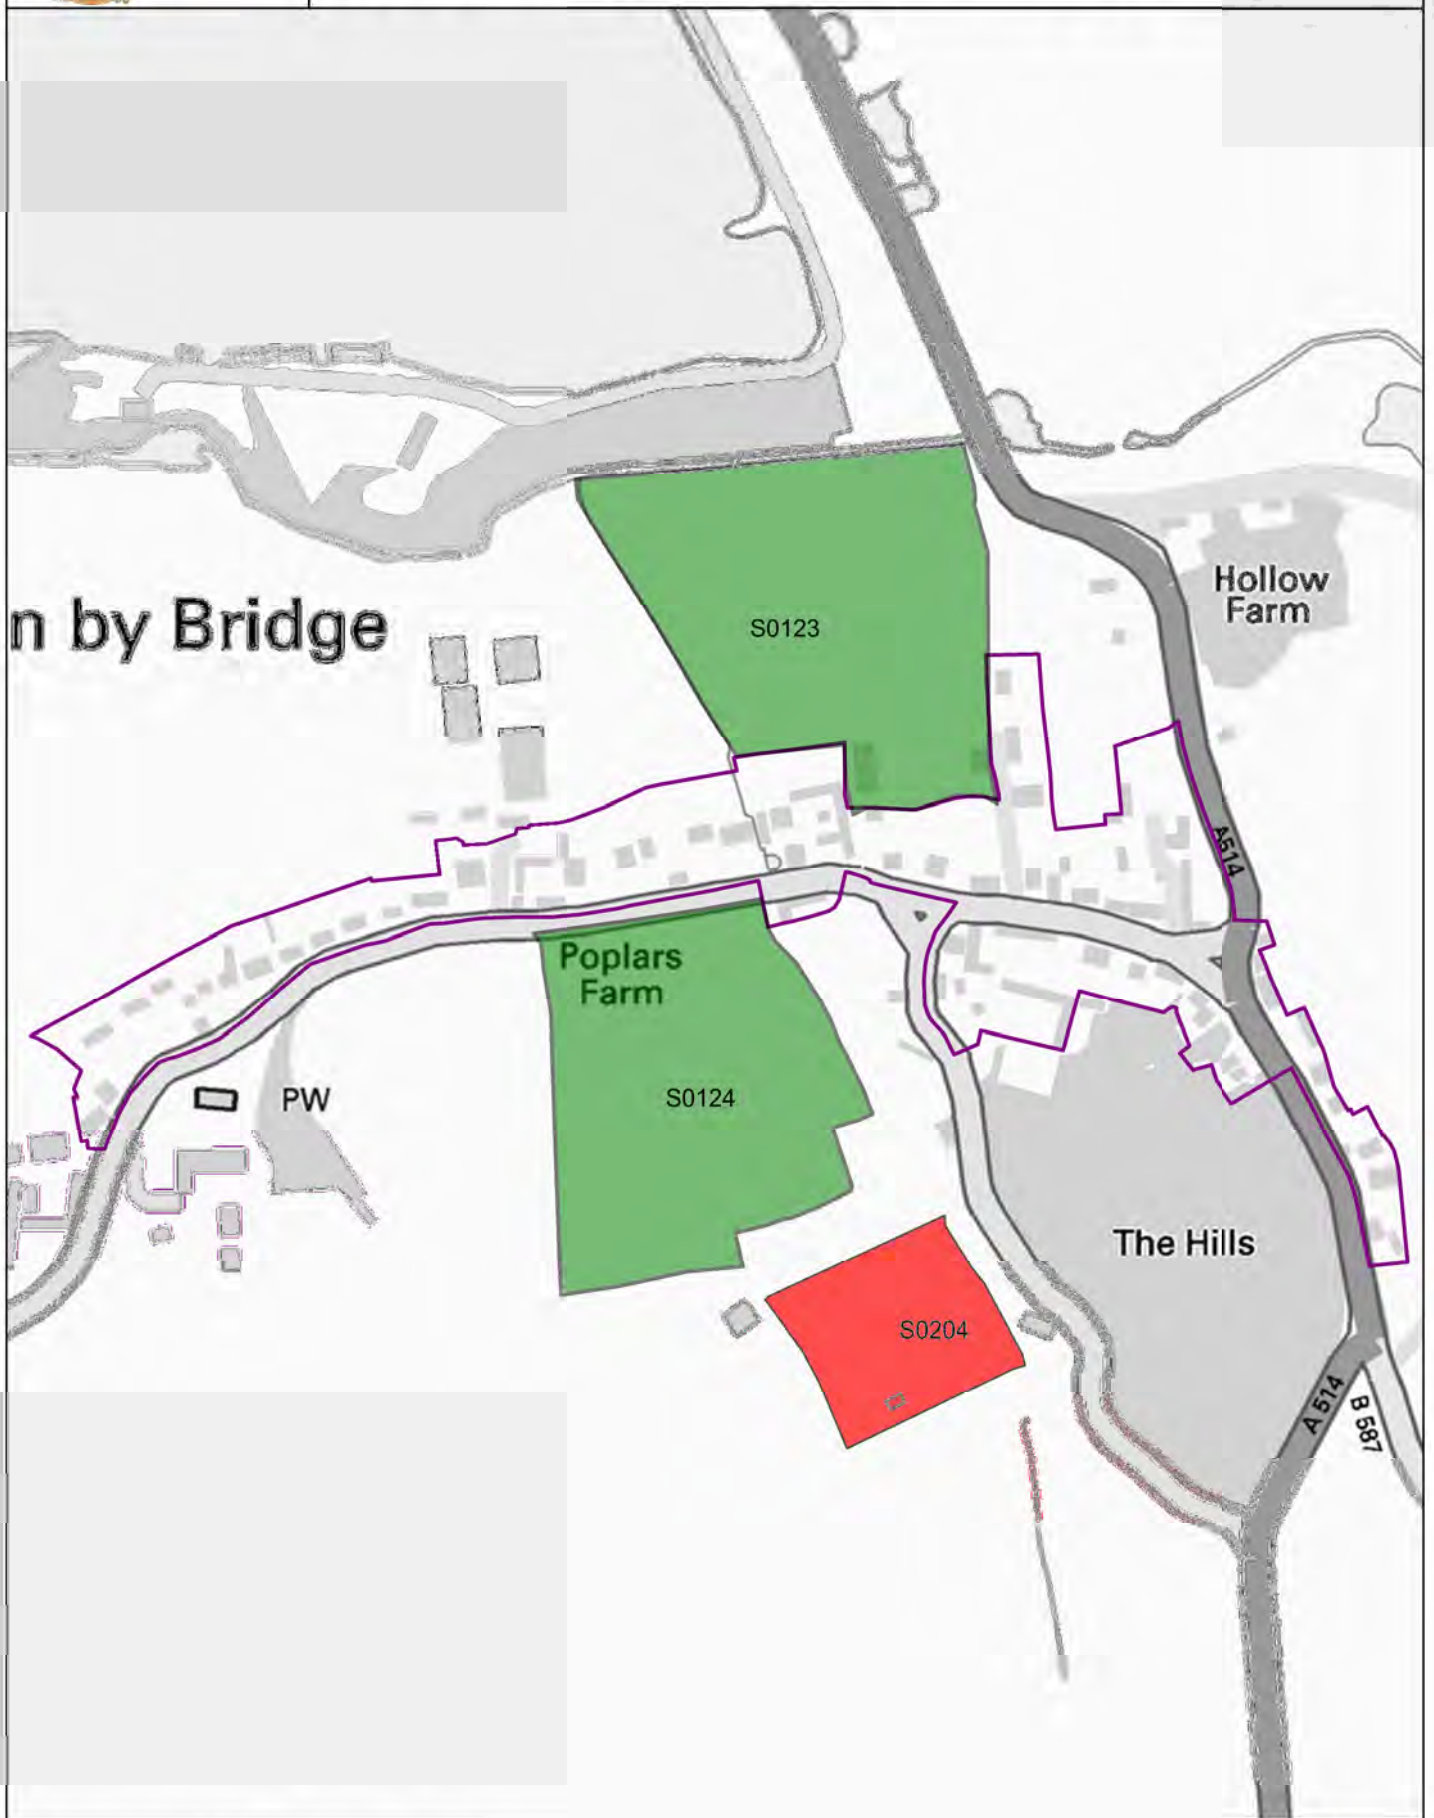 Hollow
Farm
S0123
n by Bridge
A514
Poplars
Farm
S0124
PW
The Hills
S0204
A 514
B 587